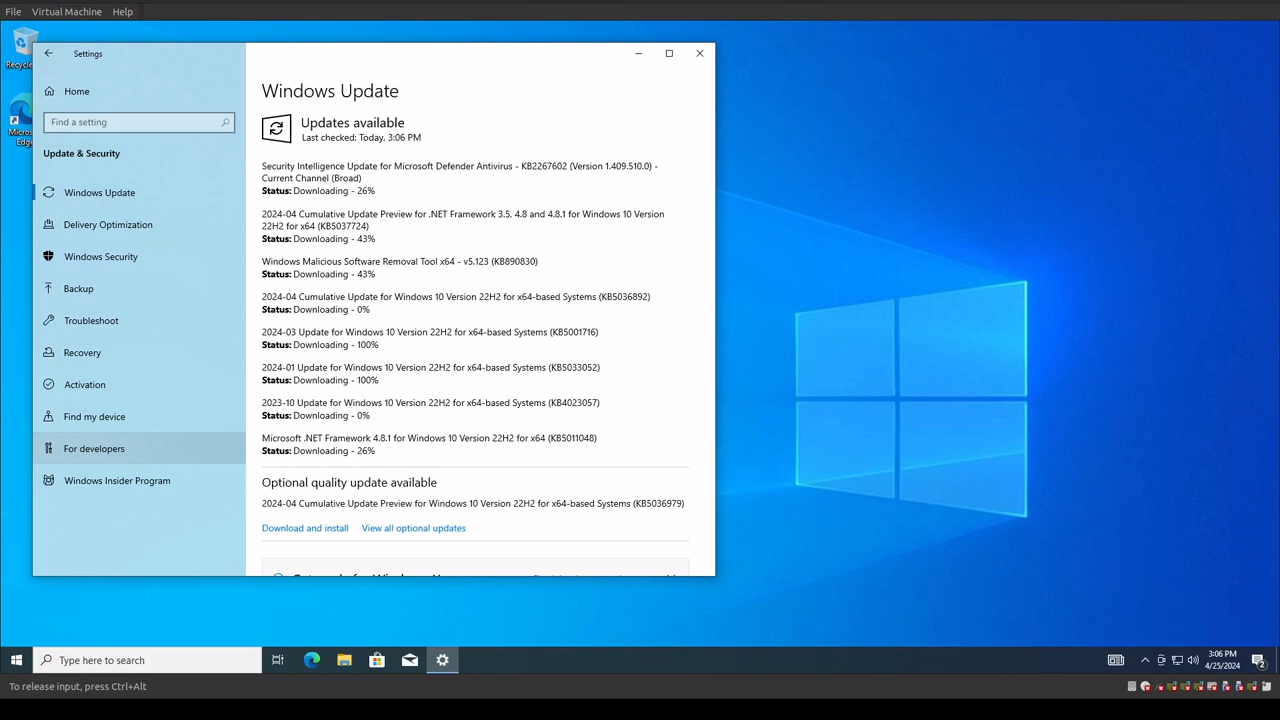 File Virtual Machine Help
Recycle
Micros
Edge
Settings
Home
Find a setting
Update & Security
Windows Update
Delivery Optimization
Windows Security
Backup
Troubleshoot
Recovery
Activation
Find my device
For developers
Windows Insider Program
Windows Update
Updates available
Last checked: Today, 3:06 PM
Security Intelligence Update for Microsoft Defender Antivirus - KB2267602 (Version 1.409.510.0) -
Current Channel (Broad)
Status: Downloading - 26%
2024-04 Cumulative Update Preview for .NET Framework 3.5, 4.8 and 4.8.1 for Windows 10 Version
22H2 for x64 (KB5037724)
Status: Downloading - 43%
Windows Malicious Software Removal Tool x64 - v5.123 (KB890830)
Status: Downloading - 43%
2024-04 Cumulative Update for Windows 10 Version 22H2 for x64-based Systems (KB5036892)
Status: Downloading - 0%
2024-03 Update for Windows 10 Version 22H2 for x64-based Systems (KB5001716)
Status: Downloading - 100%
2024-01 Update for Windows 10 Version 22H2 for x64-based Systems (KB5033052)
Status: Downloading - 100%
2023-10 Update for Windows 10 Version 22H2 for x64-based Systems (KB4023057)
Status: Downloading - 0%
Microsoft .NET Framework 4.8.1 for Windows 10 Version 22H2 for x64 (KB5011048)
Status: Downloading - 26%
Optional quality update available
2024-04 Cumulative Update Preview for Windows 10 Version 22H2 for x64-based Systems (KB5036979)
Download and install View all optional updates
Type here to search
3:06 PM
4/25/2024
2
To release input, press Ctrl+Alt